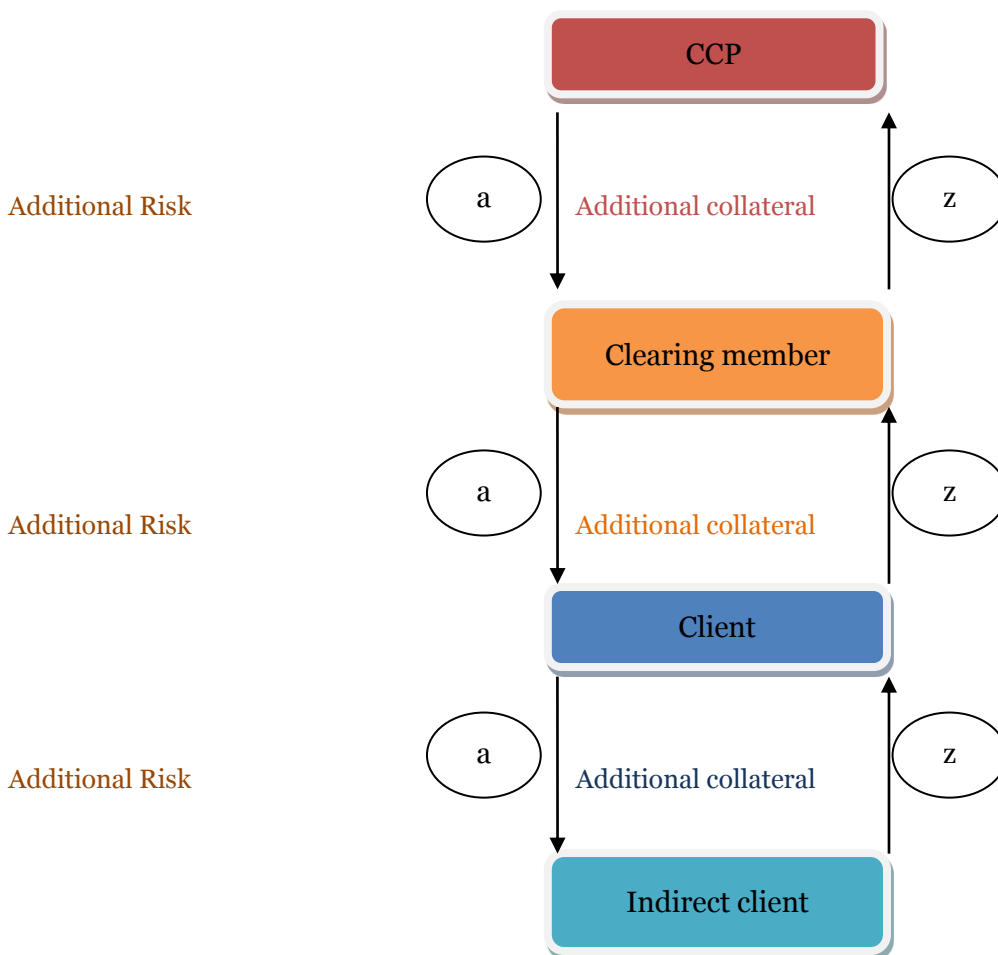 CCP
Additional Risk
a
Additional collateral
z
Clearing member
Additional Risk
a
Additional collateral
z
Client
Additional Risk
a
Additional collateral
z
Indirect client